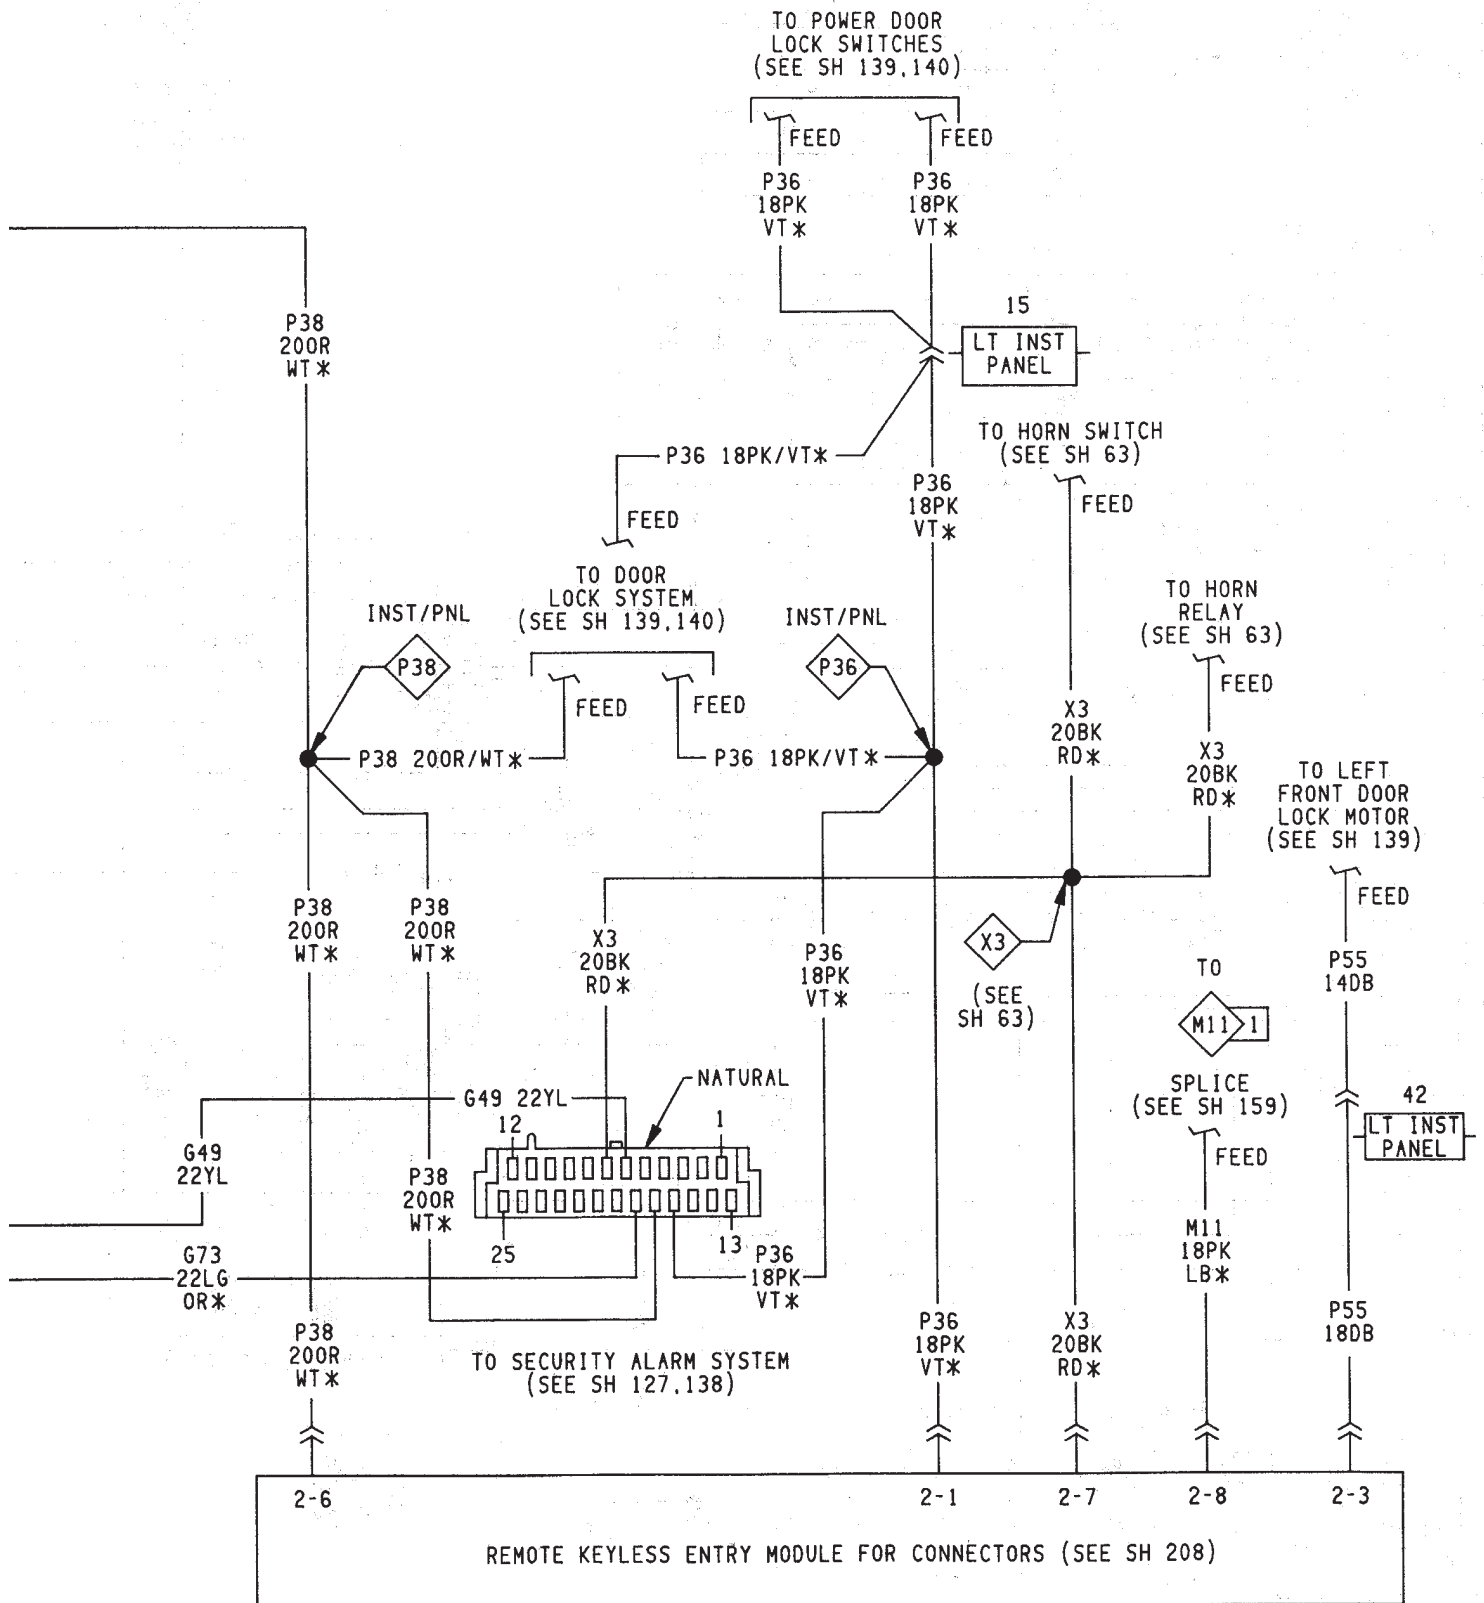 TO POWER DOOR
LOCK SWITCHES
(SEE SH 139,140)
FEED
FEED
P36
18PK
VT*
P36
18PK
VT*
P38
20OR
WT*
15
LT INST
PANEL
P36 18PK/VT*
TO HORN SWITCH
(SEE SH 63)
FEED
P36
18PK
VT*
FEED
TO DOOR
LOCK SYSTEM
(SEE SH 139,140)
TO HORN
RELAY
(SEE SH 63)
INST/PNL
P38
INST/PNL
P36
FEED
FEED
FEED
P38 20OR/WT*
P36 18PK/VT*
X3
20BK
RD*
X3
20BK
RD*
TO LEFT
FRONT DOOR
LOCK MOTOR
(SEE SH 139)
FEED
P38
20OR
WT*
P38
20OR
WT*
X3
20BK
RD*
P36
18PK
VT*
X3
(SEE
SH 63)
P55
14DB
TO
M11 1
SPLICE
(SEE SH 159)
FEED
NATURAL
G49 22YL
12
1
42
LT INST
PANEL
G49
22YL
P38
20OR
WT*
25
13
G73
22LG
OR*
P36
18PK
VT*
M11
18PK
LB*
P38
20OR
WT*
P36
18PK
VT*
X3
20BK
RD*
P55
18DB
TO SECURITY ALARM SYSTEM
(SEE SH 127,138)
2-6
2-1
2-7
2-8
2-3
REMOTE KEYLESS ENTRY MODULE FOR CONNECTORS (SEE SH 208)